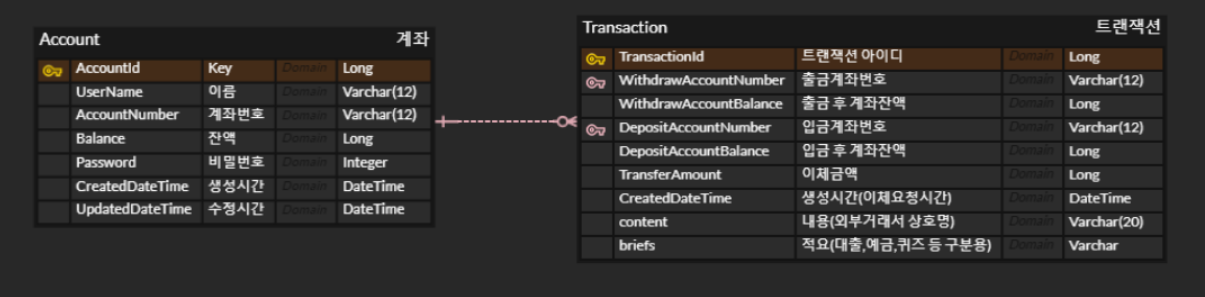 Account 계좌
AccountId Key Domain Long
UserName 이름 Domain Varchar(12)
AccountNumber 계좌번호 Domain Varchar(12)
Balance 잔액 Domain Long
Password 비밀번호 Domain Integer
CreatedDateTime 생성시간 Domain DateTime
UpdatedDateTime 수정시간 Domain DateTime
Transaction 트랜잭션
TransactionId 트랜잭션 아이디 Domain Long
WithdrawAccountNumber 출금계좌번호 Domain Varchar(12)
WithdrawAccountBalance 출금 후 계좌잔액 Domain Long
DepositAccountNumber 입금계좌번호 Domain Varchar(12)
DepositAccountBalance 입금 후 계좌잔액 Domain Long
TransferAmount 이체금액 Domain Long
CreatedDateTime 생성시간(이체요청시간) Domain DateTime
content 내용(외부거래서 상호명) Domain Varchar(20)
briefs 적요(대출,예금,퀴즈 등 구분용) Domain Varchar